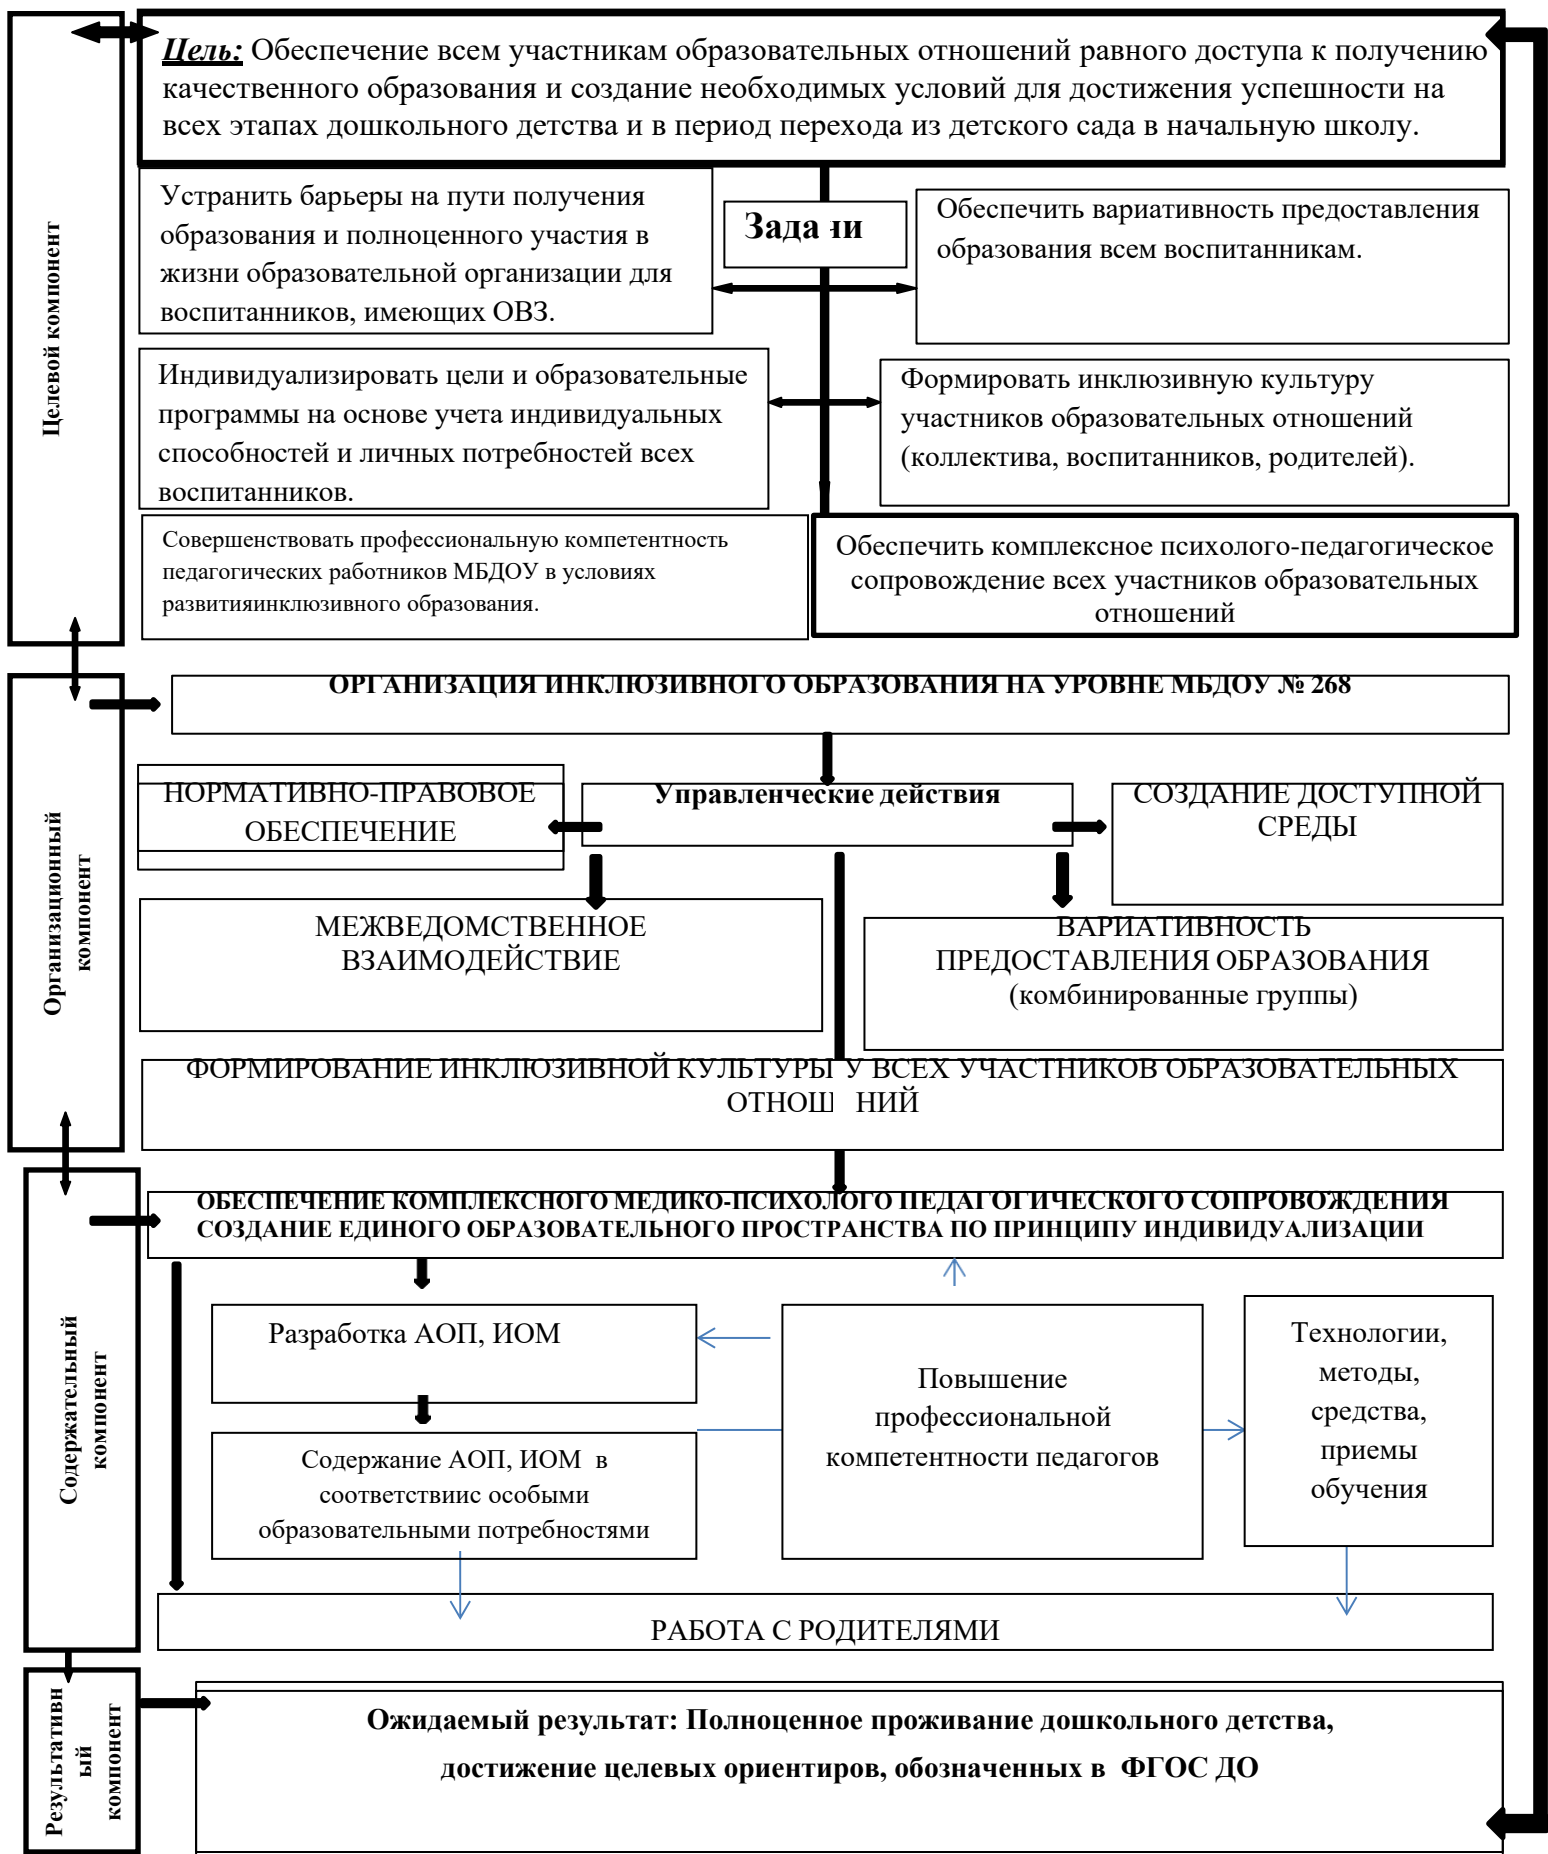 Целевой компонент
Цель: Обеспечение всем участникам образовательных отношений равного доступа к получению
качественного образования и создание необходимых условий для достижения успешности на
всех этапах дошкольного детства и в период перехода из детского сада в начальную школу.
Устранить барьеры на пути получения
образования и полноценного участия в
жизни образовательной организации для
воспитанников, имеющих ОВЗ.
Задачи
Обеспечить вариативность предоставления
образования всем воспитанникам.
Индивидуализировать цели и образовательные
программы на основе учета индивидуальных
способностей и личных потребностей всех
воспитанников.
Формировать инклюзивную культуру
участников образовательных отношений
(коллектива, воспитанников, родителей).
Совершенствовать профессиональную компетентность
педагогических работников МБДОУ в условиях
развитияинклюзивного образования.
Обеспечить комплексное психолого-педагогическое
сопровождение всех участников образовательных
отношений
Организационный
компонент
ОРГАНИЗАЦИЯ ИНКЛЮЗИВНОГО ОБРАЗОВАНИЯ НА УРОВНЕ МБДОУ № 268
НОРМАТИВНО-ПРАВОВОЕ
ОБЕСПЕЧЕНИЕ
Управленческие действия
СОЗДАНИЕ ДОСТУПНОЙ
СРЕДЫ
МЕЖВЕДОМСТВЕННОЕ
ВЗАИМОДЕЙСТВИЕ
ВАРИАТИВНОСТЬ
ПРЕДОСТАВЛЕНИЯ ОБРАЗОВАНИЯ
(комбинированные группы)
ФОРМИРОВАНИЕ ИНКЛЮЗИВНОЙ КУЛЬТУРЫ У ВСЕХ УЧАСТНИКОВ ОБРАЗОВАТЕЛЬНЫХ
ОТНОШЕНИЙ
Содержательный
компонент
ОБЕСПЕЧЕНИЕ КОМПЛЕКСНОГО МЕДИКО-ПСИХОЛОГО ПЕДАГОГИЧЕСКОГО СОПРОВОЖДЕНИЯ
СОЗДАНИЕ ЕДИНОГО ОБРАЗОВАТЕЛЬНОГО ПРОСТРАНСТВА ПО ПРИНЦИПУ ИНДИВИДУАЛИЗАЦИИ
Разработка АОП, ИОМ
Содержание АОП, ИОМ в
соответствиис особыми
образовательными потребностями
Повышение
профессиональной
компетентности педагогов
Технологии,
методы,
средства,
приемы
обучения
РАБОТА С РОДИТЕЛЯМИ
Результативн
ый
компонент
Ожидаемый результат: Полноценное проживание дошкольного детства,
достижение целевых ориентиров, обозначенных в ФГОС ДО